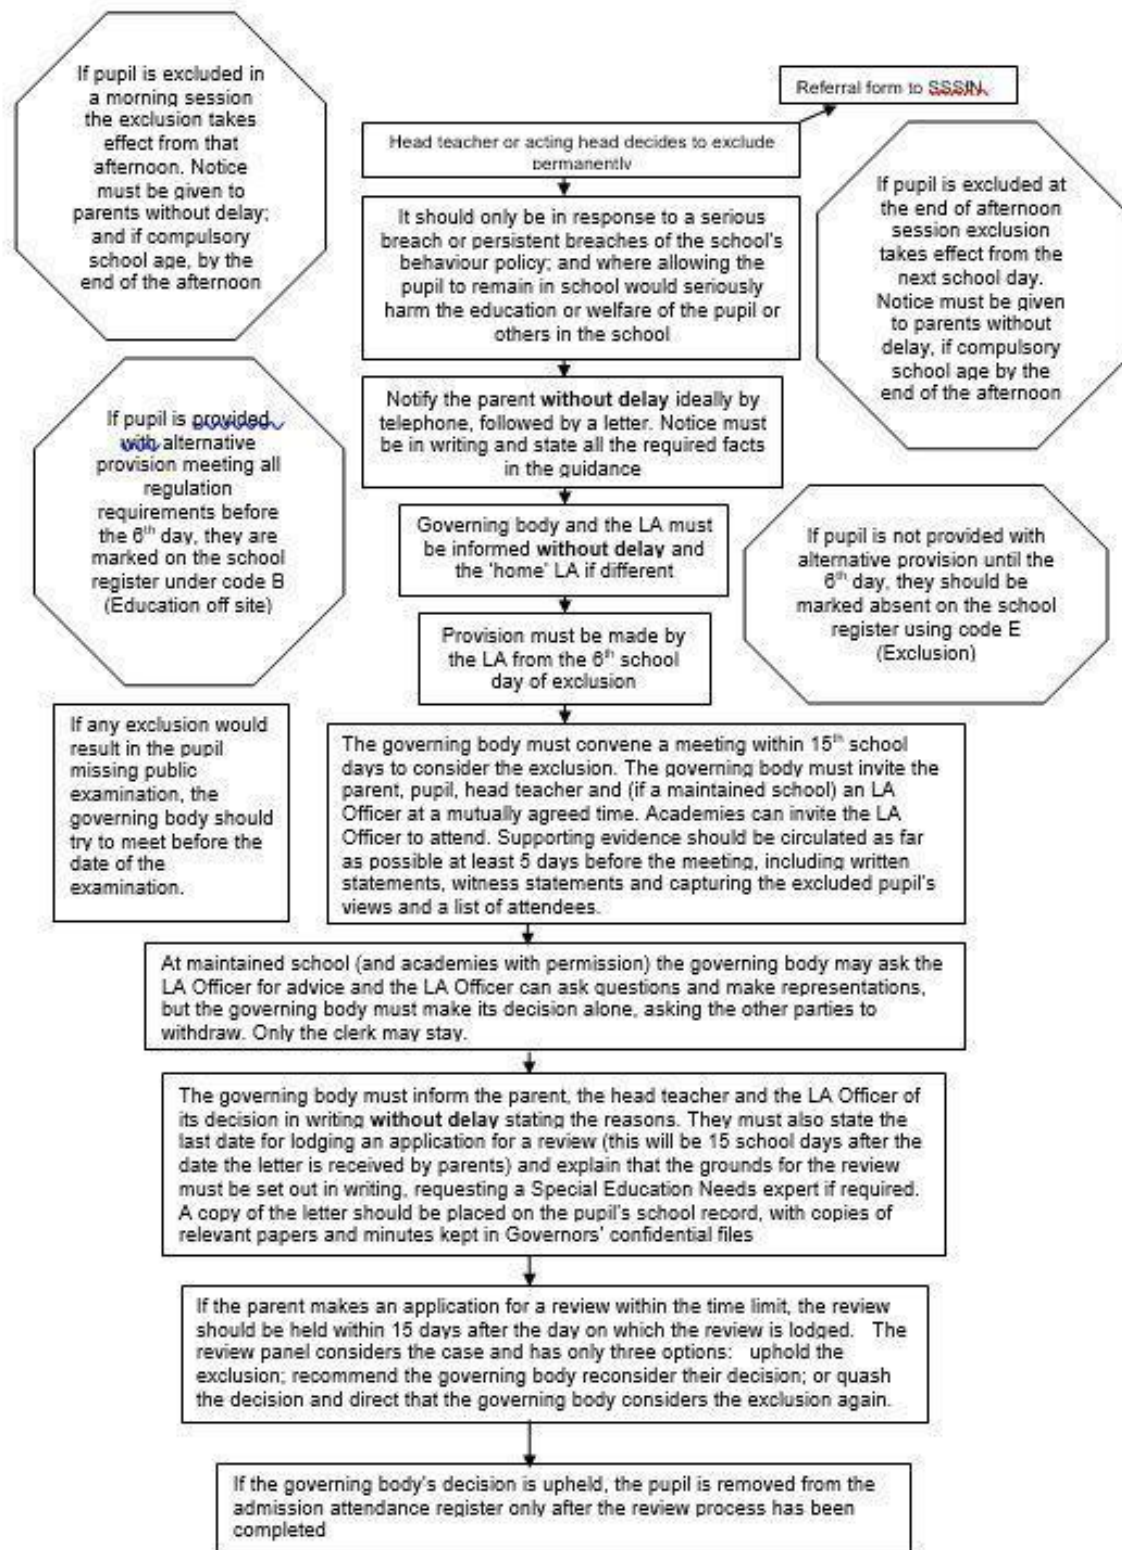 If pupil is excluded in
a morning session
the exclusion takes
effect from that
afternoon. Notice
must be given to
parents without delay;
and if compulsory
school age, by the
end of the afternoon
Referral form to SSSIN
Head teacher or acting head decides to exclude
permanently
If pupil is excluded at
the end of afternoon
session exclusion
takes effect from the
next school day.
Notice must be given
to parents without
delay, if compulsory
school age by the
end of the afternoon
It should only be in response to a serious
breach or persistent breaches of the school's
behaviour policy; and where allowing the
pupil to remain in school would seriously
harm the education or welfare of the pupil or
others in the school
If pupil is provided
with alternative
provision meeting all
regulation
requirements before
the 6th day, they are
marked on the school
register under code B
(Education off site)
Notify the parent without delay ideally by
telephone, followed by a letter. Notice must
be in writing and state all the required facts
in the guidance
Governing body and the LA must
be informed without delay and
the 'home' LA if different
If pupil is not provided with
alternative provision until the
6th day, they should be
marked absent on the school
register using code E
(Exclusion)
Provision must be made by
the LA from the 6th school
day of exclusion
If any exclusion would
result in the pupil
missing public
examination, the
governing body should
try to meet before the
date of the
examination.
The governing body must convene a meeting within 15th school
days to consider the exclusion. The governing body must invite the
parent, pupil, head teacher and (if a maintained school) an LA
Officer at a mutually agreed time. Academies can invite the LA
Officer to attend. Supporting evidence should be circulated as far
as possible at least 5 days before the meeting, including written
statements, witness statements and capturing the excluded pupil's
views and a list of attendees.
At maintained school (and academies with permission) the governing body may ask the
LA Officer for advice and the LA Officer can ask questions and make representations,
but the governing body must make its decision alone, asking the other parties to
withdraw. Only the clerk may stay.
The governing body must inform the parent, the head teacher and the LA Officer of
its decision in writing without delay stating the reasons. They must also state the
last date for lodging an application for a review (this will be 15 school days after the
date the letter is received by parents) and explain that the grounds for the review
must be set out in writing, requesting a Special Education Needs expert if required.
A copy of the letter should be placed on the pupil's school record, with copies of
relevant papers and minutes kept in Governors' confidential files
If the parent makes an application for a review within the time limit, the review
should be held within 15 days after the day on which the review is lodged. The
review panel considers the case and has only three options: uphold the
exclusion; recommend the governing body reconsider their decision; or quash
the decision and direct that the governing body considers the exclusion again.
If the governing body's decision is upheld, the pupil is removed from the
admission attendance register only after the review process has been
completed